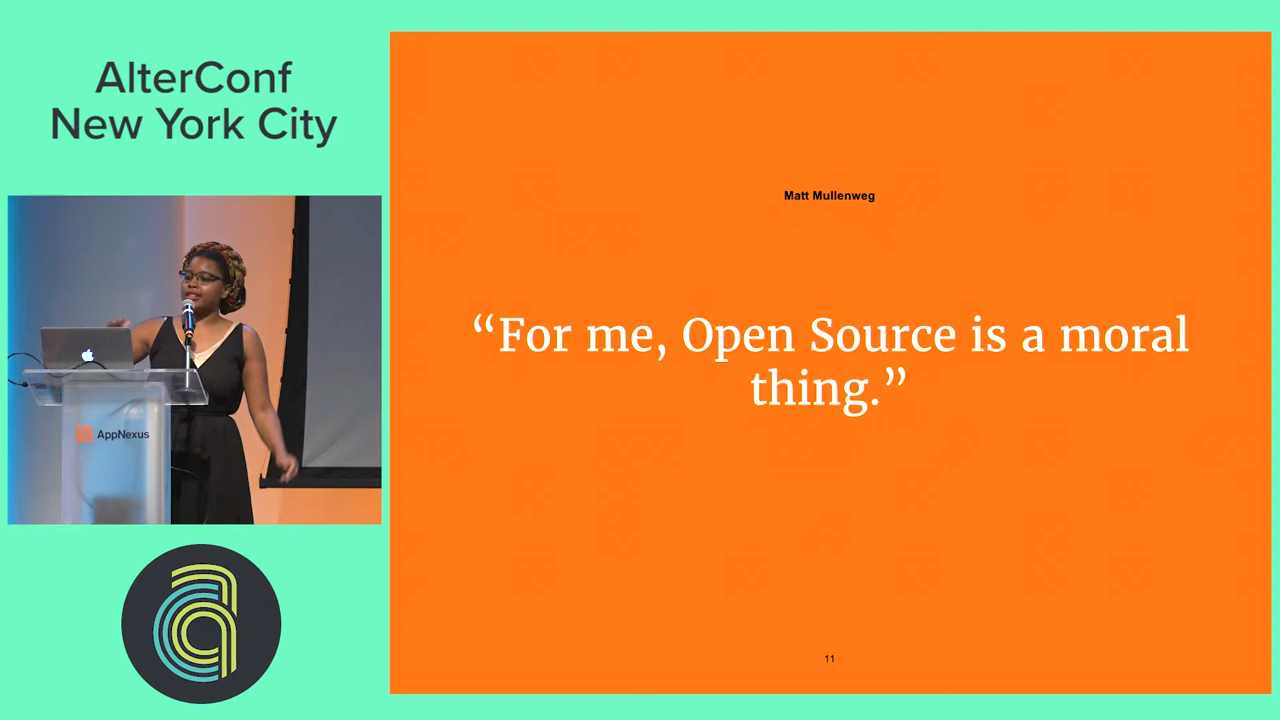 AlterConf
New York City
AppNexus
Matt Mullenweg
“For me, Open Source is a moral
thing.”
11